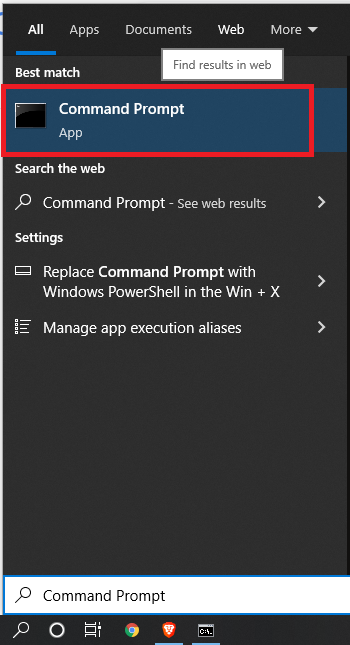 All Apps Documents Web More
Find results in web
Best match
Command Prompt
App
Search the web
Command Prompt - See web results
Settings
Replace Command Prompt with
Windows PowerShell in the Win + X
Manage app execution aliases
Command Prompt
C:\.